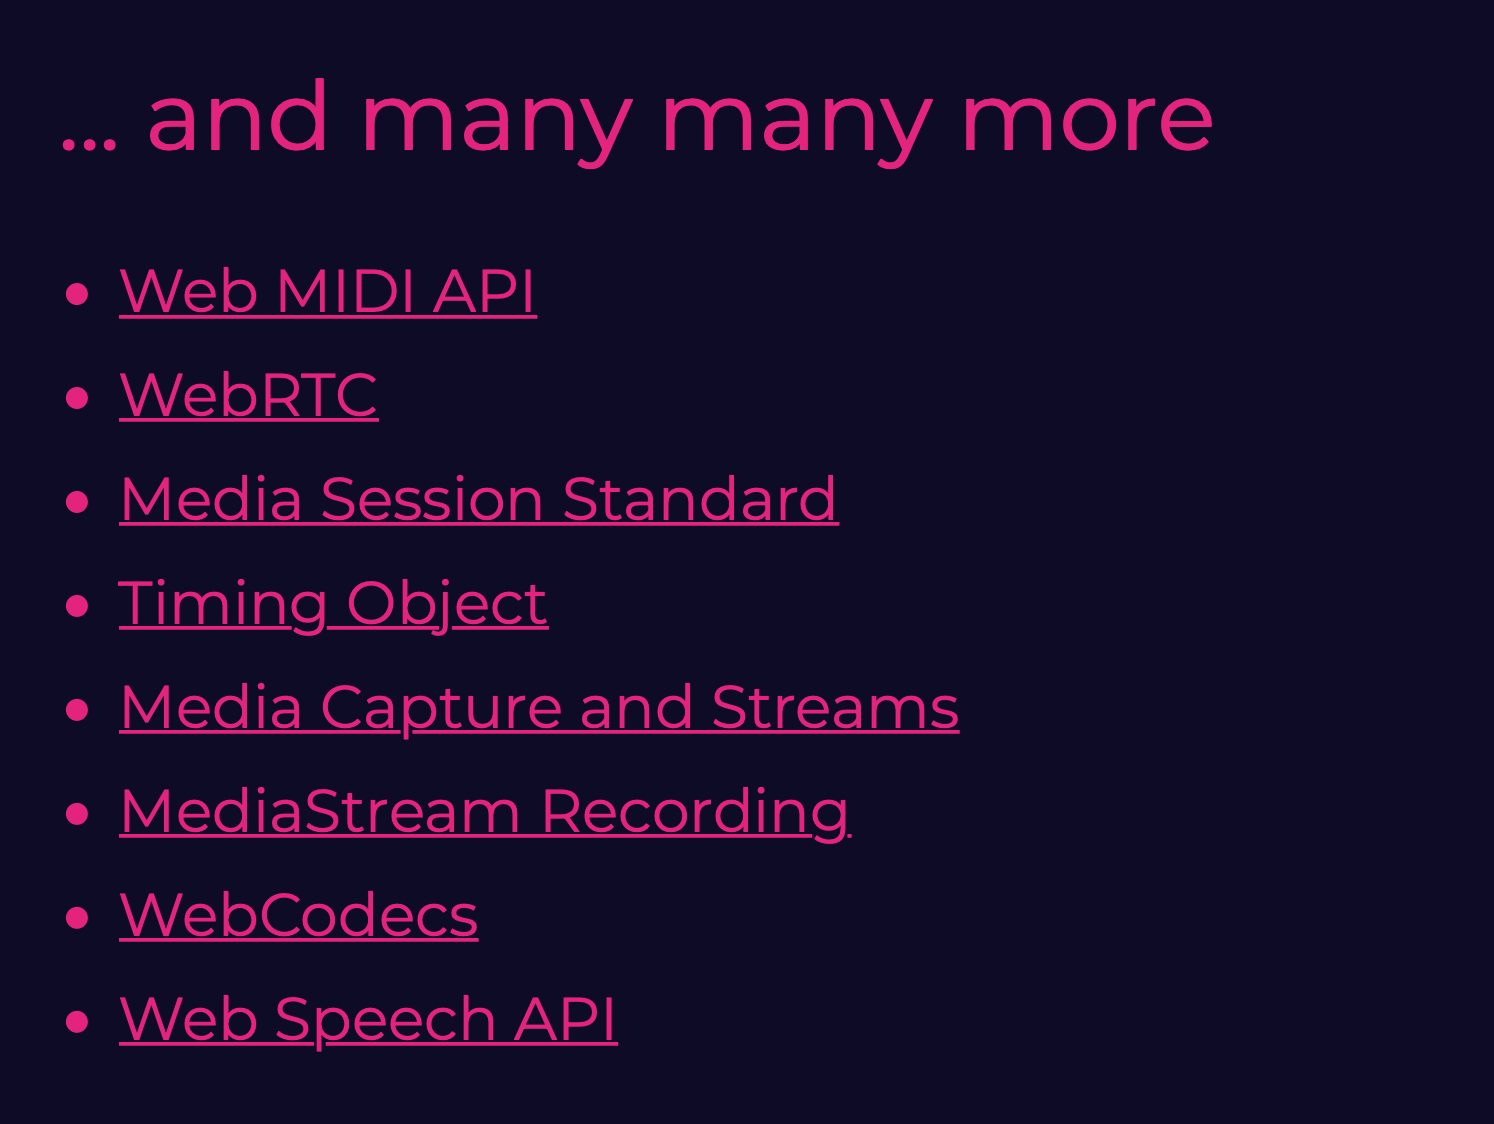 ... and many many more
• Web MIDI API
• WebRTC
• Media Session Standard
• Timing Object
• Media Capture and Streams
• MediaStream Recording
• WebCodecs
• Web Speech API